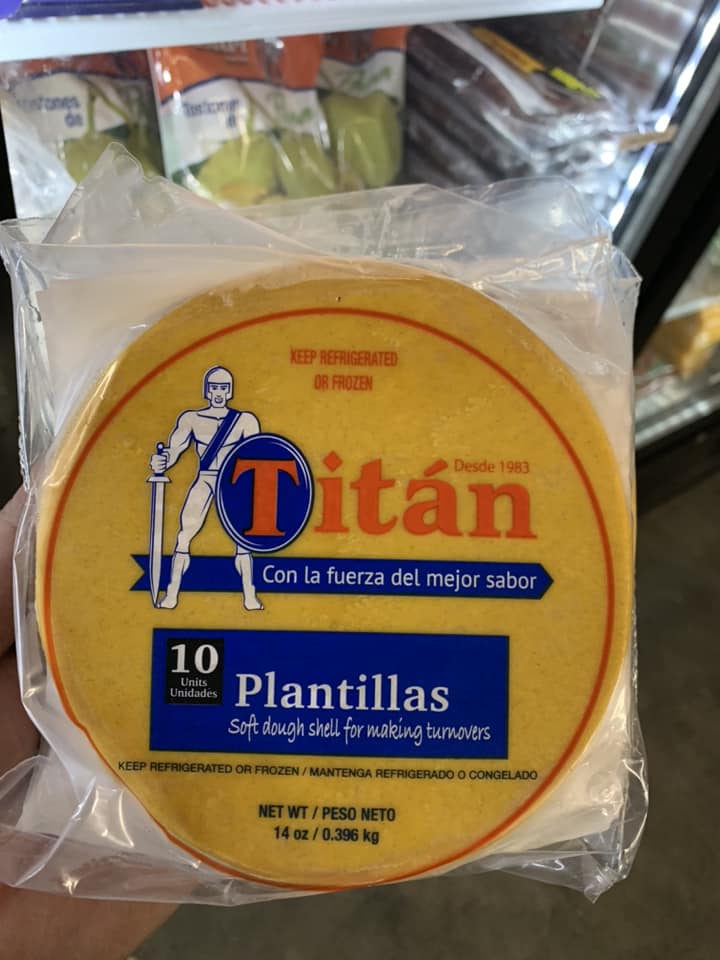 KEEP REFRIGERATED
OR FROZEN
Desde 1983
Titán
Con la fuerza del mejor sabor
10
Units
Unidades
Plantillas
Soft dough shell for making turnovers
KEEP REFRIGERATED OR FROZEN / MANTENGA REFRIGERADO O CONGELADO
NET WT / PESO NETO
14 oz / 0.396 kg